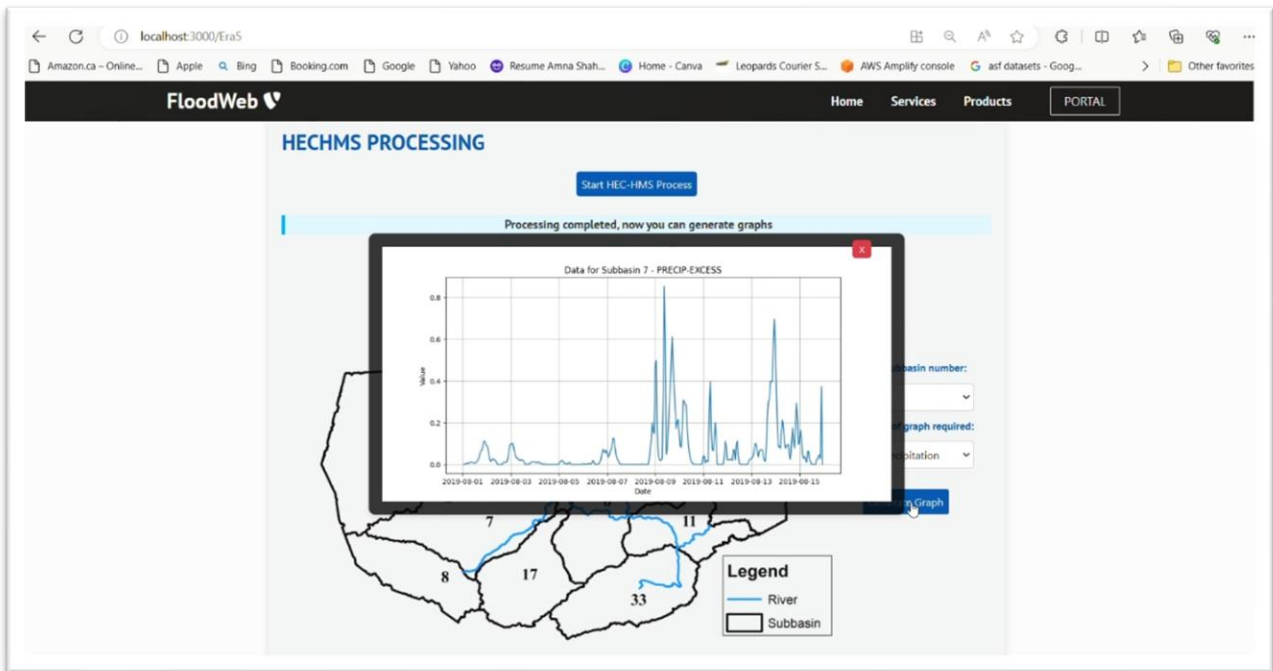 localhost:3000/Era5
Amazon.ca – Online... Apple Bing Booking.com Google Yahoo Resume Amna Shah... Home - Canva Leopards Courier S... AWS Amplify console asf datasets - Goog... Other favorites
FloodWeb Home Services Products PORTAL
HECHMS PROCESSING
Start HEC-HMS Process
Processing completed, now you can generate graphs
x
Data for Subbasin 7 - PRECIP-EXCESS
0.8
0.6
0.4
0.2
0.0
Value
2019-08-01 2019-08-03 2019-08-05 2019-08-07 2019-08-09 2019-08-11 2019-08-13 2019-08-15
Date
number:
of graph required:
Graph
7
11
8
17
33
Legend
River
Subbasin